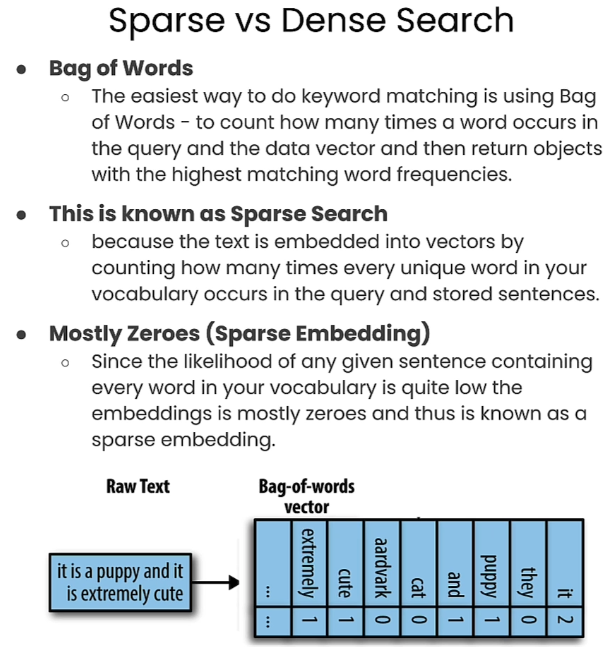 Sparse vs Dense Search
● Bag of Words
○ The easiest way to do keyword matching is using Bag
of Words - to count how many times a word occurs in
the query and the data vector and then return objects
with the highest matching word frequencies.
● This is known as Sparse Search
○ because the text is embedded into vectors by
counting how many times every unique word in your
vocabulary occurs in the query and stored sentences.
● Mostly Zeroes (Sparse Embedding)
○ Since the likelihood of any given sentence containing
every word in your vocabulary is quite low the
embeddings is mostly zeroes and thus is known as a
sparse embedding.
Raw Text
it is a puppy and it
is extremely cute
Bag-of-words
vector
... extremely cute aardvark cat and puppy they it
... 1 1 0 0 1 1 0 2